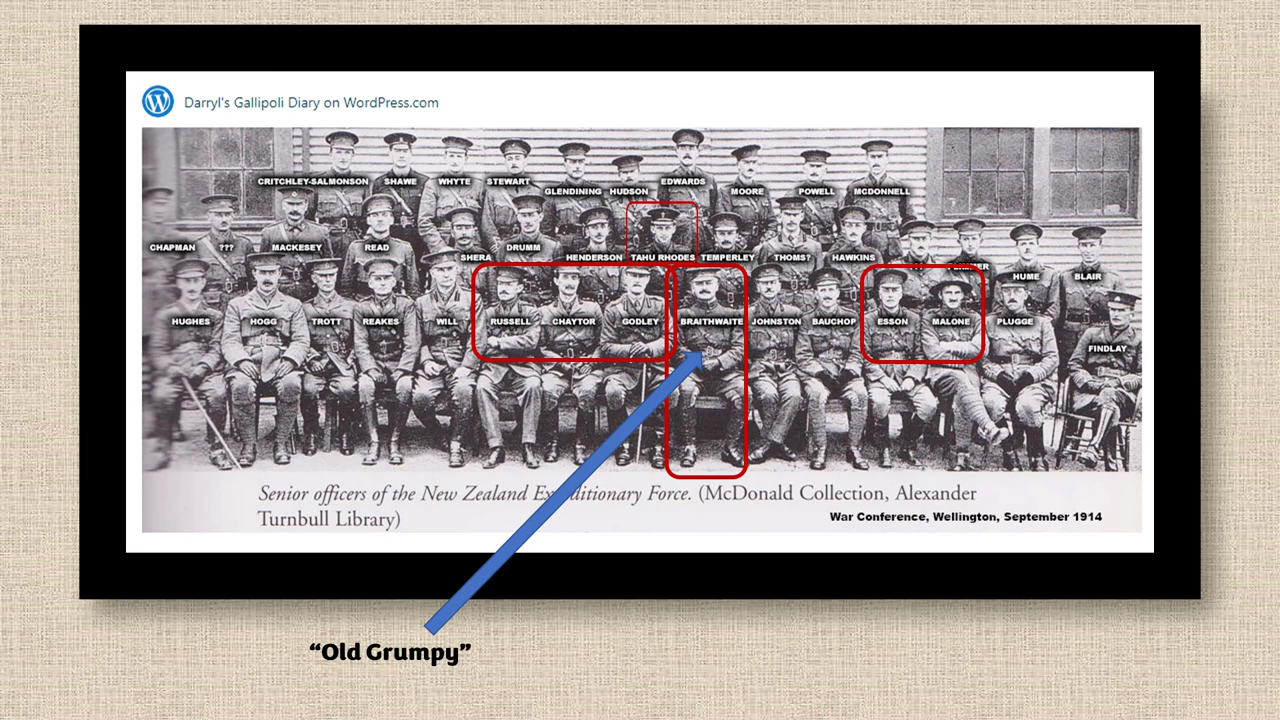 Darryl's Gallipoli Diary on WordPress.com
CRITCHLEY-SALMONSON SHAWE WHYTE STEWART GLENDINING HUDSON EDWARDS MOORE POWELL MCDONNELL
CHAPMAN ??? MACKESEY READ SHERA DRUMM HENDERSON TAHU RHODES TEMPERLEY THOMS? HAWKINS HUME BLAIR
HUGHES HOGG TROTT REAKES WILL RUSSELL CHAYTOR GODLEY BRAITHWAITE JOHNSTON BAUCHOP ESSON MALONE PLUGGE FINDLAY
Senior officers of the New Zealand Expeditionary Force. (McDonald Collection, Alexander
Turnbull Library)
War Conference, Wellington, September 1914
“Old Grumpy”